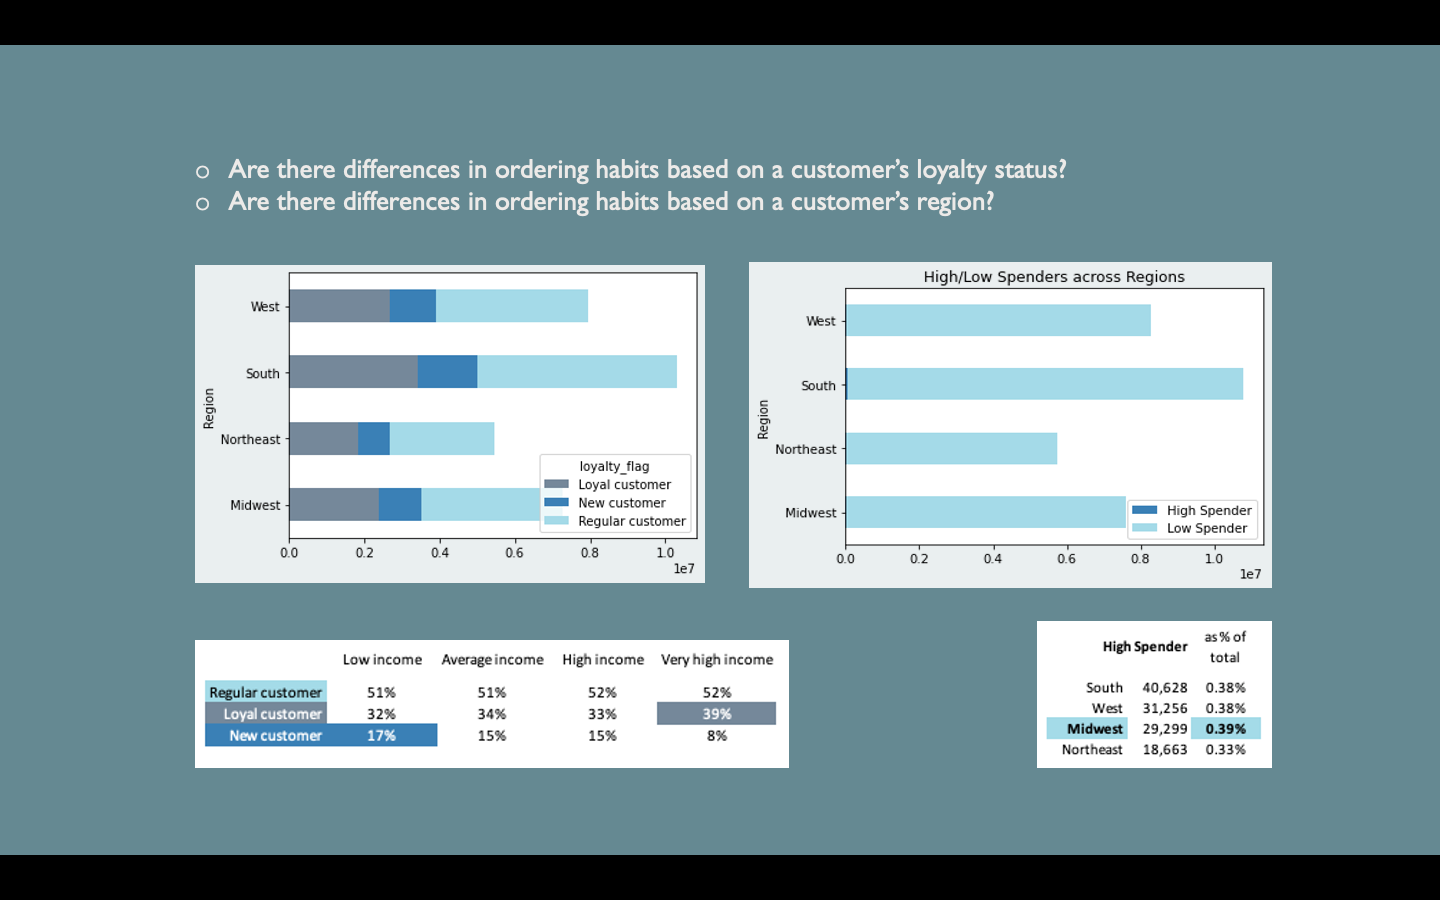 ○ Are there differences in ordering habits based on a customer’s loyalty status?
○ Are there differences in ordering habits based on a customer’s region?
West
South
Northeast
Midwest
Region
loyalty_flag
Loyal customer
New customer
Regular customer
0.0 0.2 0.4 0.6 0.8 1.0
1e7
High/Low Spenders across Regions
West
South
Northeast
Midwest
Region
High Spender
Low Spender
0.0 0.2 0.4 0.6 0.8 1.0
1e7
Low income Average income High income Very high income
Regular customer 51% 51% 52% 52%
Loyal customer 32% 34% 33% 39%
New customer 17% 15% 15% 8%
High Spender as % of
total
South 40,628 0.38%
West 31,256 0.38%
Midwest 29,299 0.39%
Northeast 18,663 0.33%